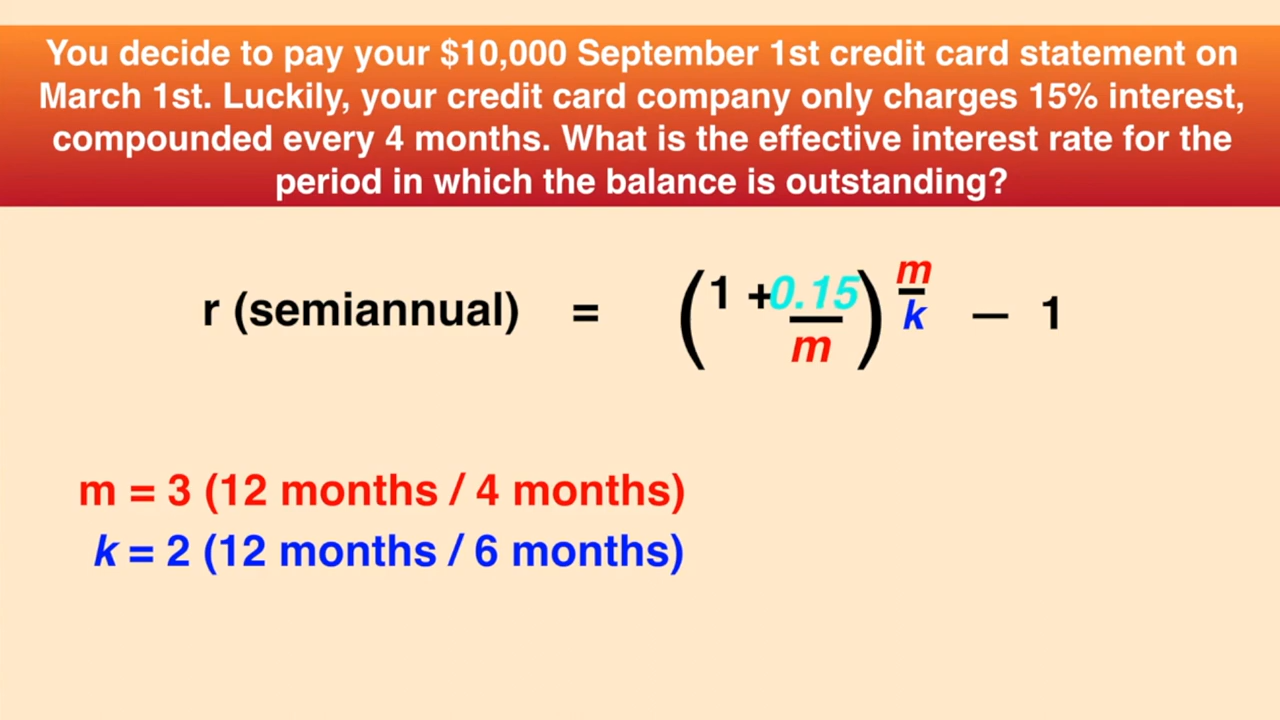 You decide to pay your $10,000 September 1st credit card statement on
March 1st. Luckily, your credit card company only charges 15% interest,
compounded every 4 months. What is the effective interest rate for the
period in which the balance is outstanding?
r (semiannual) = (1 + 0.15/m)^(m/k) — 1
m = 3 (12 months / 4 months)
k = 2 (12 months / 6 months)